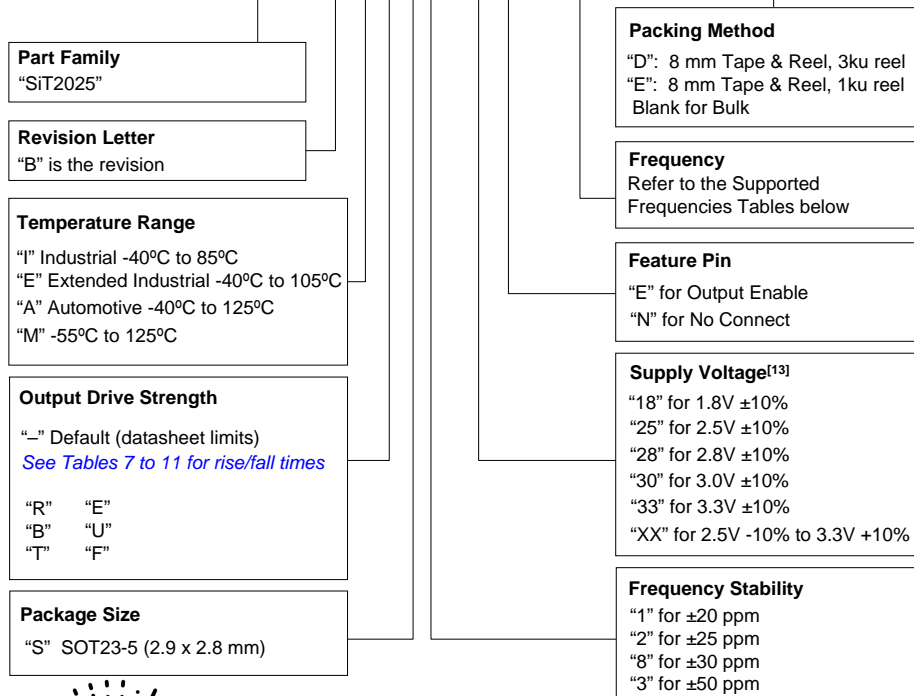 Part Family
“SiT2025”
Revision Letter
“B” is the revision
Temperature Range
“I” Industrial -40ºC to 85ºC
“E” Extended Industrial -40ºC to 105ºC
“A” Automotive -40ºC to 125ºC
“M” -55ºC to 125ºC
Output Drive Strength
“–” Default (datasheet limits)
See Tables 7 to 11 for rise/fall times
“R” “E”
“B” “U”
“T” “F”
Package Size
“S” SOT23-5 (2.9 x 2.8 mm)
Packing Method
“D”: 8 mm Tape & Reel, 3ku reel
“E”: 8 mm Tape & Reel, 1ku reel
Blank for Bulk
Frequency
Refer to the Supported
Frequencies Tables below
Feature Pin
“E” for Output Enable
“N” for No Connect
Supply Voltage[13]
“18” for 1.8V ±10%
“25” for 2.5V ±10%
“28” for 2.8V ±10%
“30” for 3.0V ±10%
“33” for 3.3V ±10%
“XX” for 2.5V -10% to 3.3V +10%
Frequency Stability
“1” for ±20 ppm
“2” for ±25 ppm
“8” for ±30 ppm
“3” for ±50 ppm